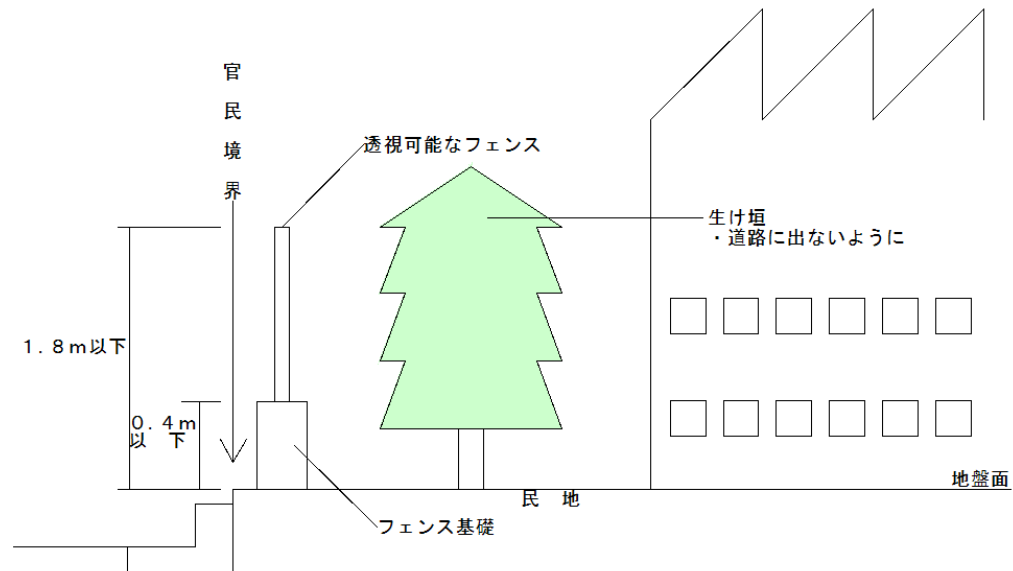 官民境界
透視可能なフェンス
生け垣
・道路に出ないように
１．８ｍ以下
０．４ｍ
以　下
地盤面
民　地
フェンス基礎